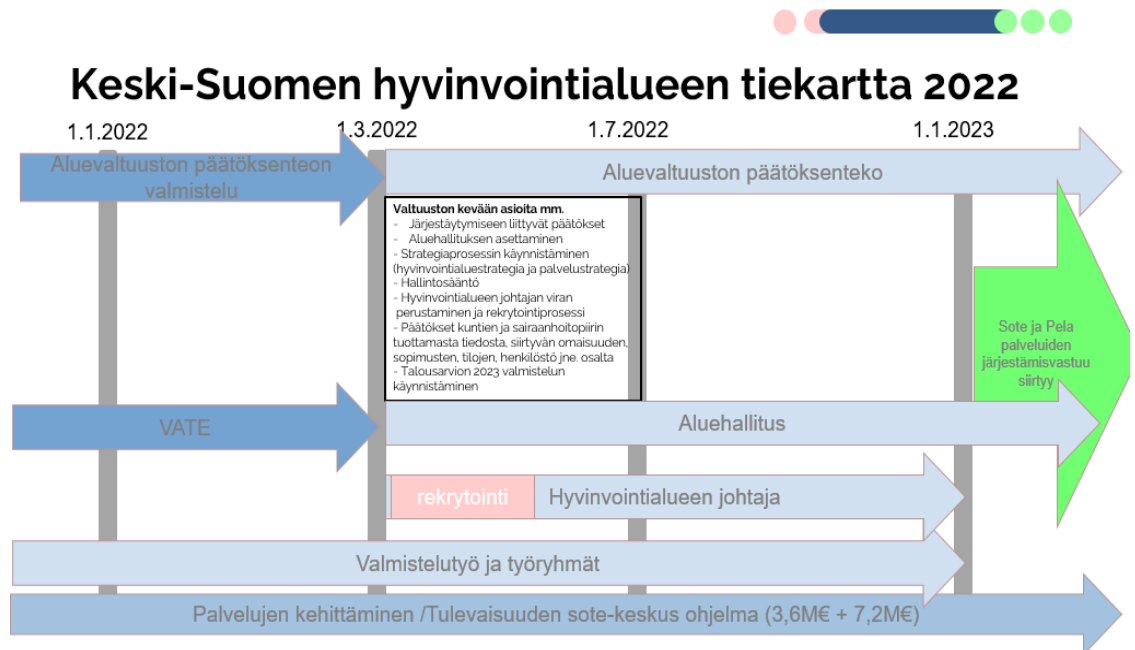 Keski-Suomen hyvinvointialueen tiekartta 2022
1.1.2022
1.3.2022
1.7.2022
1.1.2023
Aluevaltuuston päätöksenteon
valmistelu
Aluevaltuuston päätöksenteko
Valtuuston kevään asioita mm.
- Järjestäytymiseen liittyvät päätökset
- Aluehallituksen asettaminen
- Strategiaprosessin käynnistäminen
(hyvinvointialuestrategia ja palvelustrategia)
- Hallintosääntö
- Hyvinvointialueen johtajan viran
perustaminen ja rekrytointiprosessi
- Päätökset kuntien ja sairaanhoitopiirin
tuottamasta tiedosta, siirtyvän omaisuuden,
sopimusten, tilojen, henkilöstö jne. osalta
- Talousarvion 2023 valmistelun
käynnistäminen
Sote ja Pela
palveluiden
järjestämisvastuu
siirtyy
VATE
Aluehallitus
rekrytointi
Hyvinvointialueen johtaja
Valmistelutyö ja työryhmät
Palvelujen kehittäminen /Tulevaisuuden sote-keskus ohjelma (3,6M€ + 7,2M€)